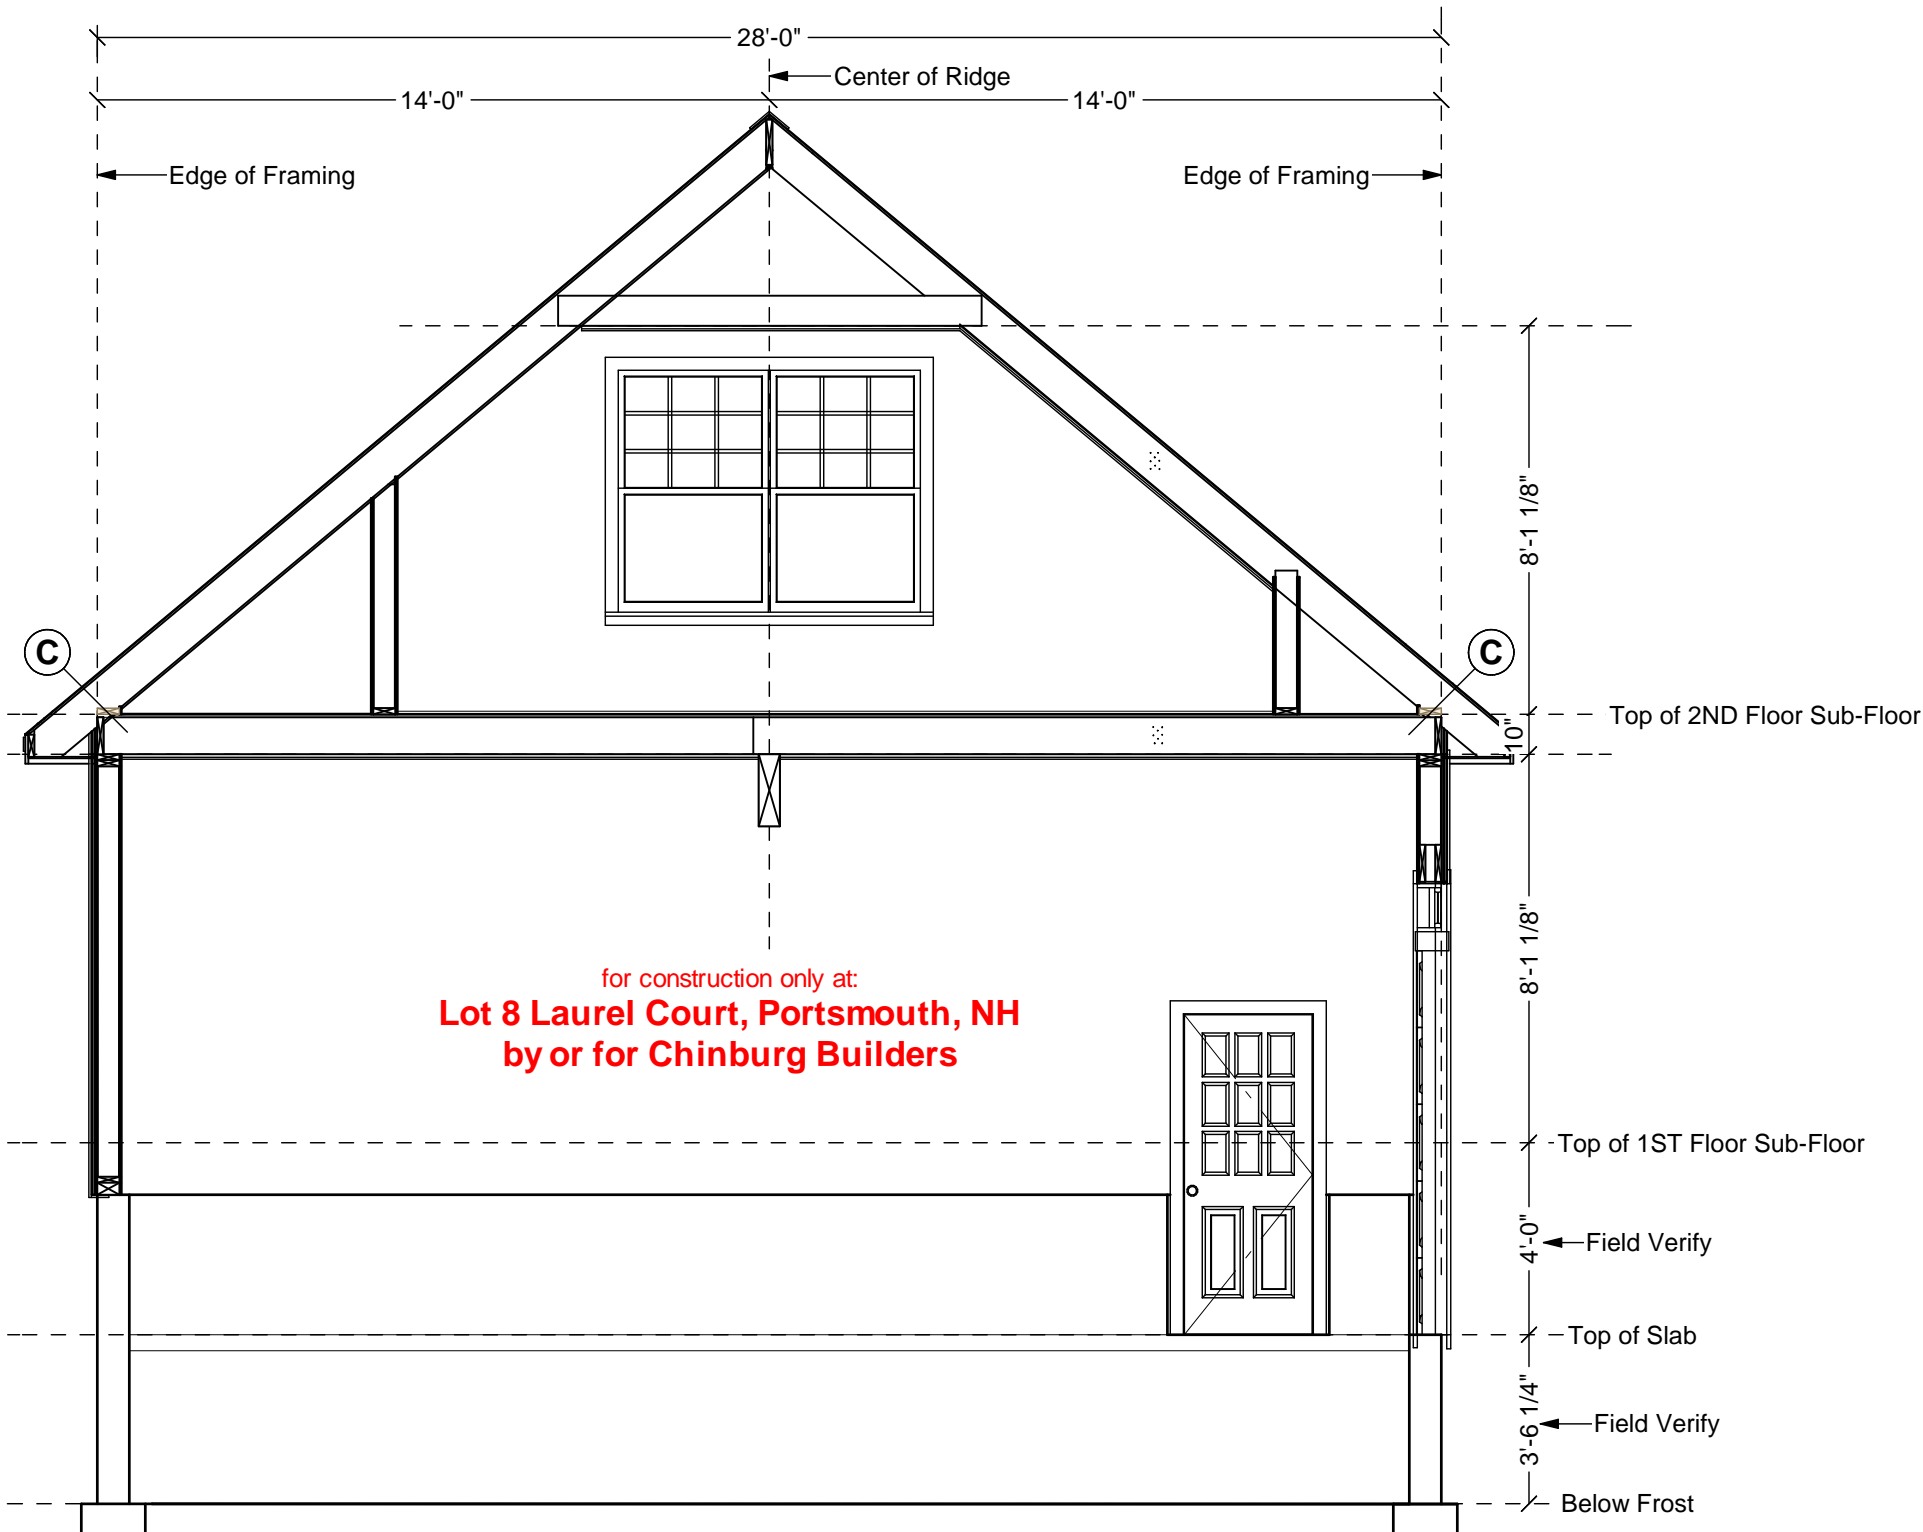 28'-0"
Center of Ridge
14'-0"
14'-0"
Edge of Framing
Edge of Framing
8'-1 1/8"
C
C
Top of 2ND Floor Sub-Floor
10"
8'-1 1/8"
for construction only at:
Lot 8 Laurel Court, Portsmouth, NH
by or for Chinburg Builders
Top of 1ST Floor Sub-Floor
4'-0"
Field Verify
Top of Slab
3'-6 1/4"
Field Verify
Below Frost